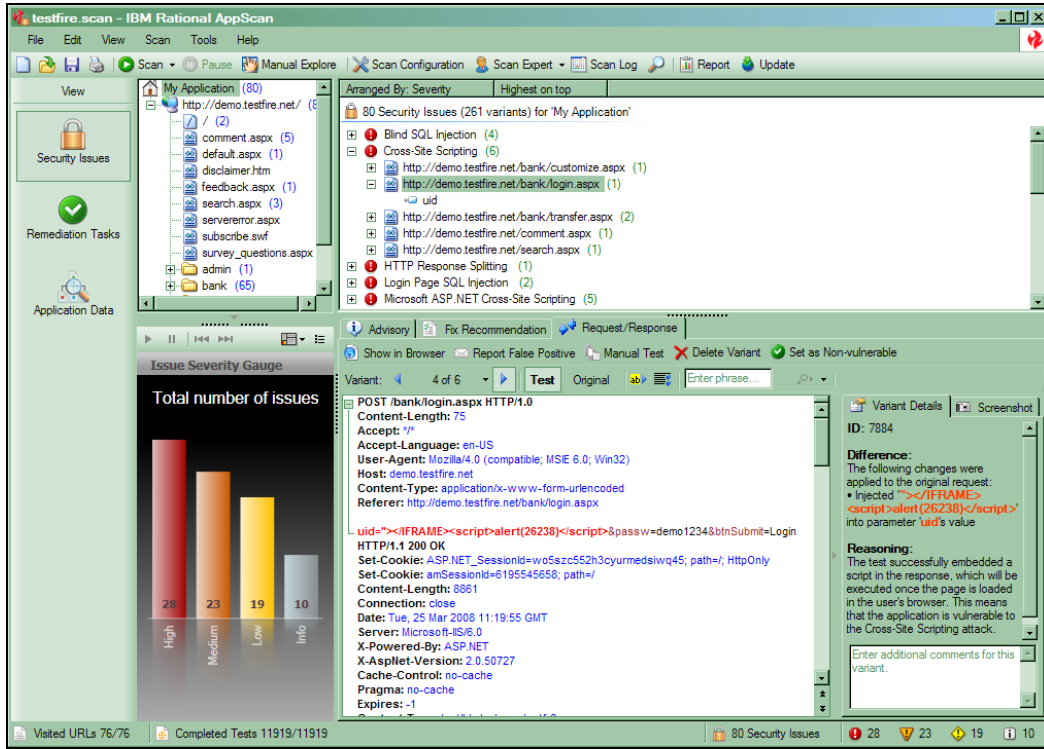 testfire.scan - IBM Rational AppScan
File Edit View Scan Tools Help
Scan Pause Manual Explore Scan Configuration Scan Expert Scan Log Report Update
View
Security Issues
Remediation Tasks
Application Data
My Application (80)
http://demo.testfire.net/ (8
/ (2)
comment.aspx (5)
default.aspx (1)
disclaimer.htm
feedback.aspx (1)
search.aspx (3)
servererror.aspx
subscribe.swf
survey_questions.aspx
admin (1)
bank (65)
Arranged By: Severity Highest on top
80 Security Issues (261 variants) for 'My Application'
Blind SQL Injection (4)
Cross-Site Scripting (6)
http://demo.testfire.net/bank/customize.aspx (1)
http://demo.testfire.net/bank/login.aspx (1)
uid
http://demo.testfire.net/bank/transfer.aspx (2)
http://demo.testfire.net/comment.aspx (1)
http://demo.testfire.net/search.aspx (1)
HTTP Response Splitting (1)
Login Page SQL Injection (2)
Microsoft ASP.NET Cross-Site Scripting (5)
Issue Severity Gauge
Total number of issues
28 23 19 10
High Medium Low Info
Advisory Fix Recommendation Request/Response
Show in Browser Report False Positive Manual Test Delete Variant Set as Non-vulnerable
Variant: 4 of 6 Test Original ab Enter phrase...
POST /bank/login.aspx HTTP/1.0
Content-Length: 75
Accept: */*
Accept-Language: en-US
User-Agent: Mozilla/4.0 (compatible; MSIE 6.0; Win32)
Host: demo.testfire.net
Content-Type: application/x-www-form-urlencoded
Referer: http://demo.testfire.net/bank/login.aspx
uid="></IFRAME><script>alert(26238)</script>&passw=demo1234&btnSubmit=Login
HTTP/1.1 200 OK
Set-Cookie: ASP.NET_SessionId=wo5szc552h3cyurmedsiwq45; path=/; HttpOnly
Set-Cookie: amSessionId=6195545658; path=/
Content-Length: 8861
Connection: close
Date: Tue, 25 Mar 2008 11:19:55 GMT
Server: Microsoft-IIS/6.0
X-Powered-By: ASP.NET
X-AspNet-Version: 2.0.50727
Cache-Control: no-cache
Pragma: no-cache
Expires: -1
Variant Details Screenshot
ID: 7884
Difference:
The following changes were
applied to the original request:
• Injected '"></IFRAME>
<script>alert(26238)</script>'
into parameter 'uid's value
Reasoning:
The test successfully embedded a
script in the response, which will be
executed once the page is loaded
in the user's browser. This means
that the application is vulnerable to
the Cross-Site Scripting attack.
Enter additional comments for this
variant.
Visited URLs 76/76 Completed Tests 11919/11919 80 Security Issues 28 23 19 10